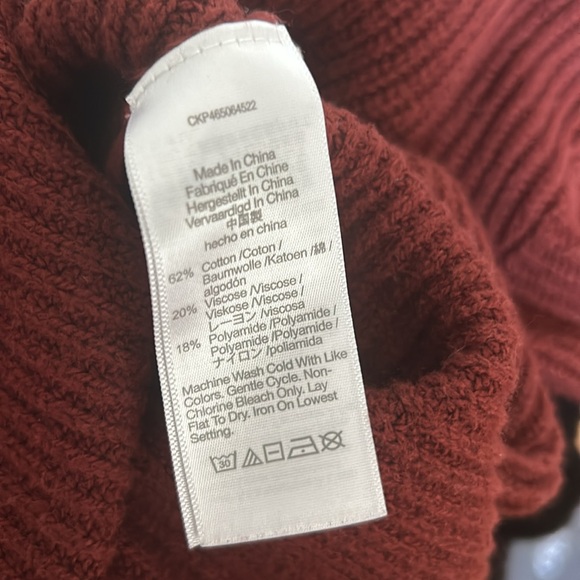 CKP465064522
Made In China
Fabriqué En Chine
Hergestellt In China
Vervaardigd In China
中国製
hecho en china
62% Cotton /Coton /
Baumwolle /Katoen /綿 /
algodón
20% Viscose /Viscose /
Viskose /Viscose /
レーヨン /viscosa
18% Polyamide /Polyamide /
Polyamide /Polyamide /
ナイロン /poliamida
Machine Wash Cold With Like
Colors. Gentle Cycle. Non-
Chlorine Bleach Only. Lay
Flat To Dry. Iron On Lowest
Setting.
30